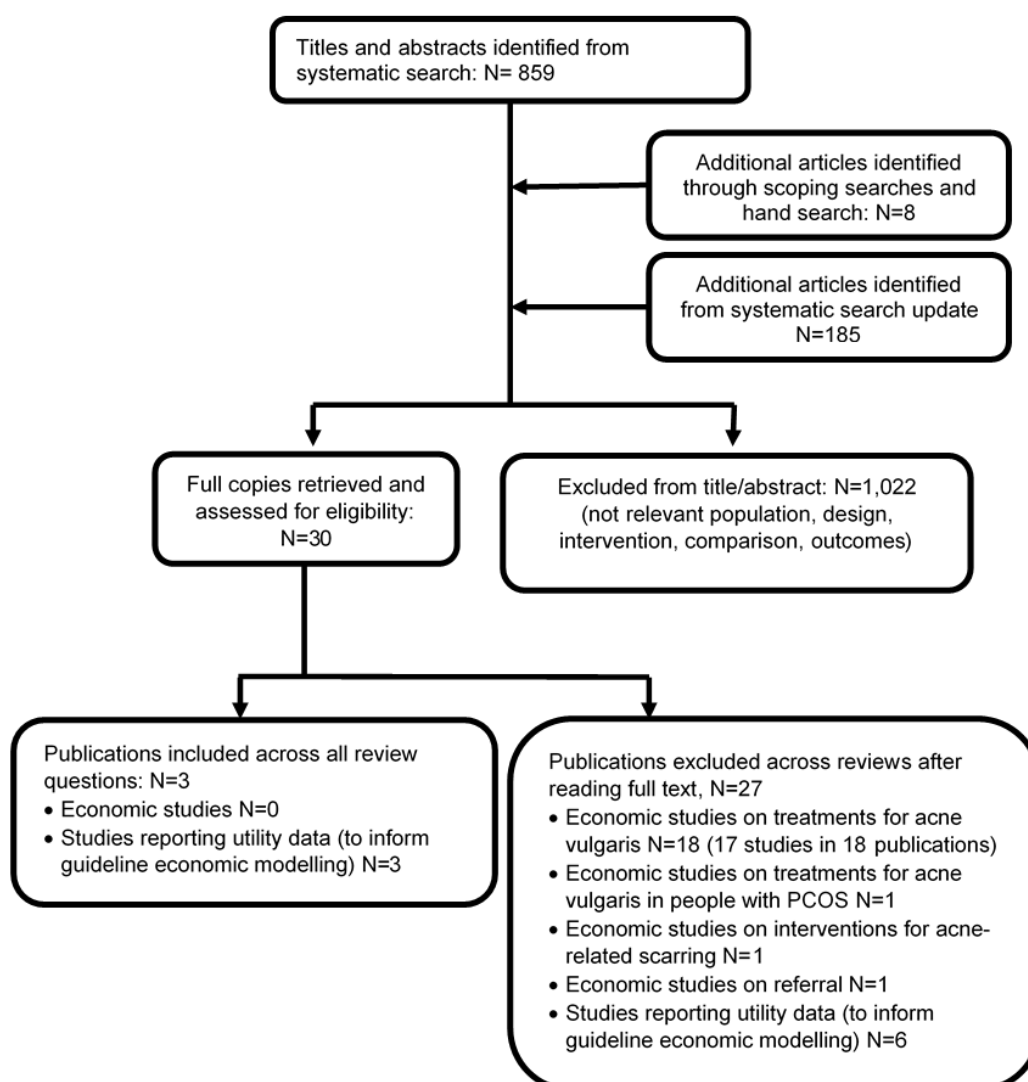 Titles and abstracts identified from
systematic search: N= 859
Additional articles identified
through scoping searches and
hand search: N=8
Additional articles identified
from systematic search update
N=185
Full copies retrieved and
assessed for eligibility:
N=30
Excluded from title/abstract: N=1,022
(not relevant population, design,
intervention, comparison, outcomes)
Publications included across all review
questions: N=3
• Economic studies N=0
• Studies reporting utility data (to inform
guideline economic modelling) N=3
Publications excluded across reviews after
reading full text, N=27
• Economic studies on treatments for acne
vulgaris N=18 (17 studies in 18 publications)
• Economic studies on treatments for acne
vulgaris in people with PCOS N=1
• Economic studies on interventions for acne-
related scarring N=1
• Economic studies on referral N=1
• Studies reporting utility data (to inform
guideline economic modelling) N=6